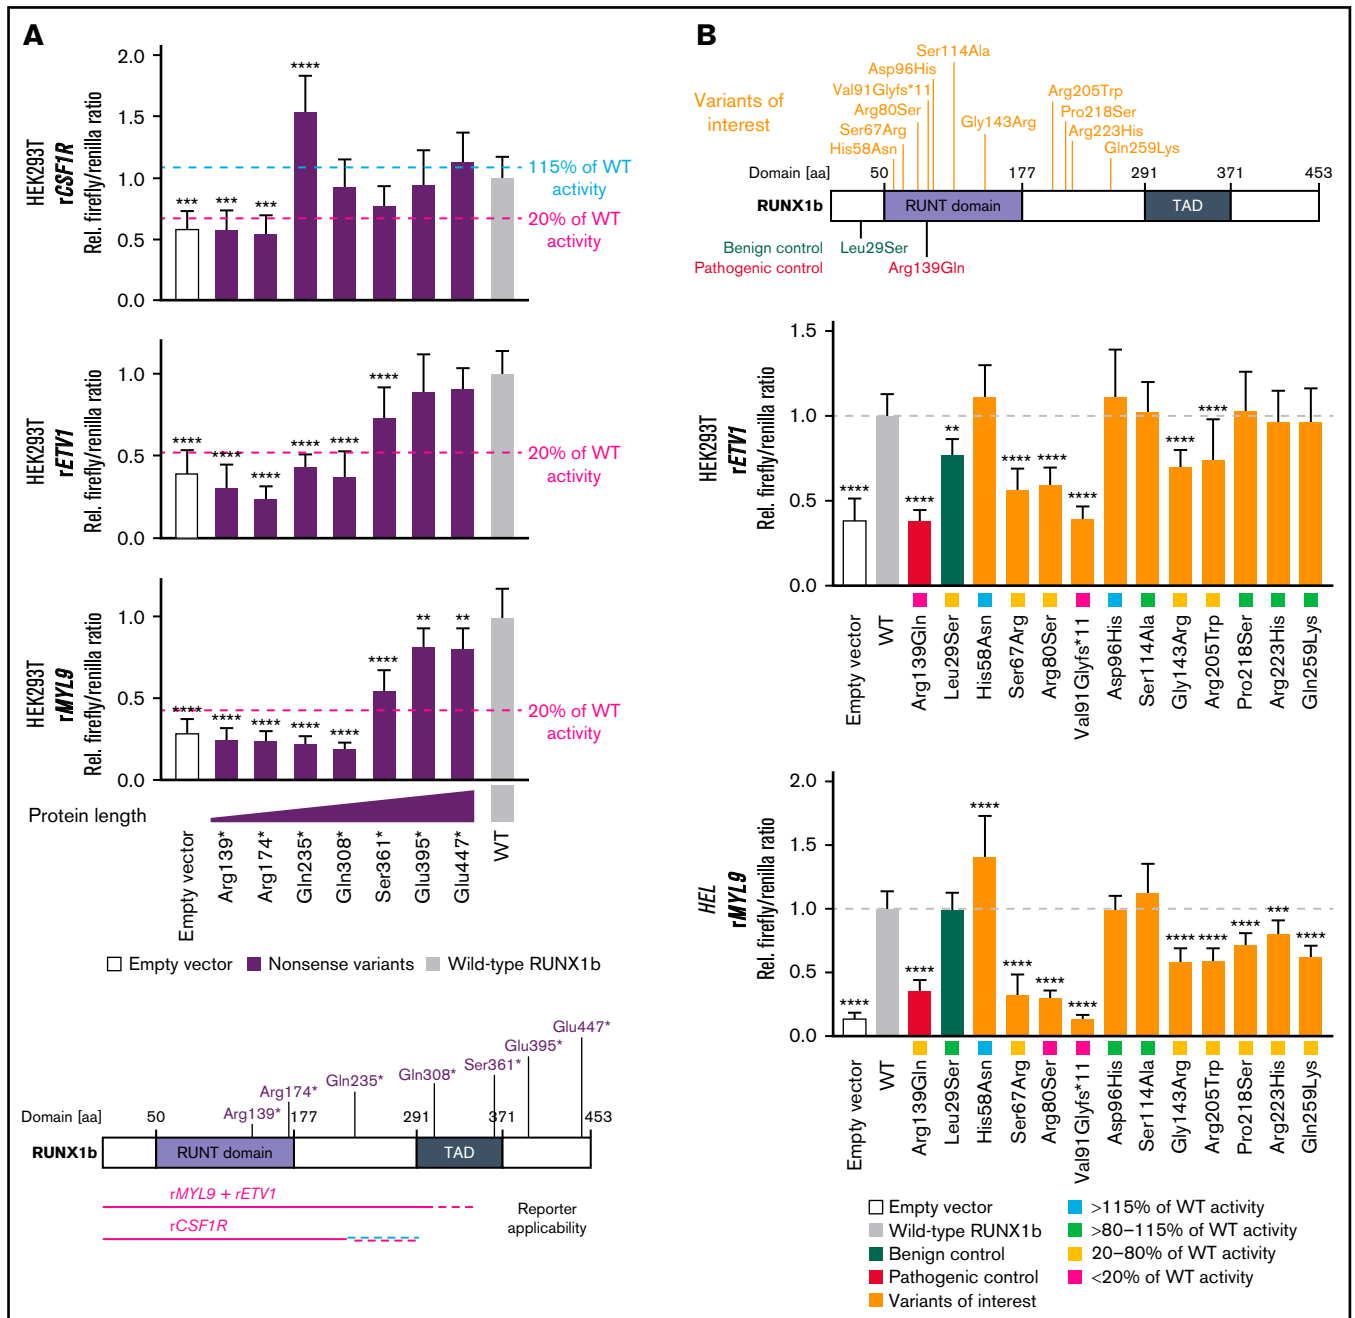 A
HEK293T
rCSF1R
Rel. firefly/renilla ratio
2.0
1.5
1.0
0.5
0.0
***
***
***
****
115% of WT
activity
20% of WT
activity
HEK293T
rETV1
Rel. firefly/renilla ratio
1.0
0.5
0.0
****
****
****
****
****
****
20% of WT
activity
HEK293T
rMYL9
Rel. firefly/renilla ratio
1.0
0.5
0.0
****
****
****
****
****
****
**
**
20% of WT
activity
Protein length
Empty vector
Arg139*
Arg174*
Gln235*
Gln308*
Ser361*
Glu395*
Glu447*
WT
Empty vector
Nonsense variants
Wild-type RUNX1b
Glu447*
Glu395*
Ser361*
Gln308*
Gln235*
Arg174*
Arg139*
Domain [aa]
50
177
291
371
453
RUNX1b
RUNT domain
TAD
rMYL9 + rETV1
rCSF1R
Reporter
applicability
B
Variants of
interest
Ser114Ala
Asp96His
Val91Glyfs*11
Arg80Ser
Ser67Arg
His58Asn
Gly143Arg
Arg205Trp
Pro218Ser
Arg223His
Gln259Lys
Domain [aa]
50
177
291
371
453
RUNX1b
RUNT domain
TAD
Benign control
Leu29Ser
Pathogenic control
Arg139Gln
HEK293T
rETV1
Rel. firefly/renilla ratio
1.5
1.0
0.5
0.0
****
****
**
****
****
****
****
****
Empty vector
WT
Arg139Gln
Leu29Ser
His58Asn
Ser67Arg
Arg80Ser
Val91Glyfs*11
Asp96His
Ser114Ala
Gly143Arg
Arg205Trp
Pro218Ser
Arg223His
Gln259Lys
HEL
rMYL9
Rel. firefly/renilla ratio
2.0
1.5
1.0
0.5
0.0
****
****
****
****
****
****
****
****
****
***
****
Empty vector
WT
Arg139Gln
Leu29Ser
His58Asn
Ser67Arg
Arg80Ser
Val91Glyfs*11
Asp96His
Ser114Ala
Gly143Arg
Arg205Trp
Pro218Ser
Arg223His
Gln259Lys
Empty vector
Wild-type RUNX1b
Benign control
Pathogenic control
Variants of interest
>115% of WT activity
>80–115% of WT activity
20–80% of WT activity
<20% of WT activity